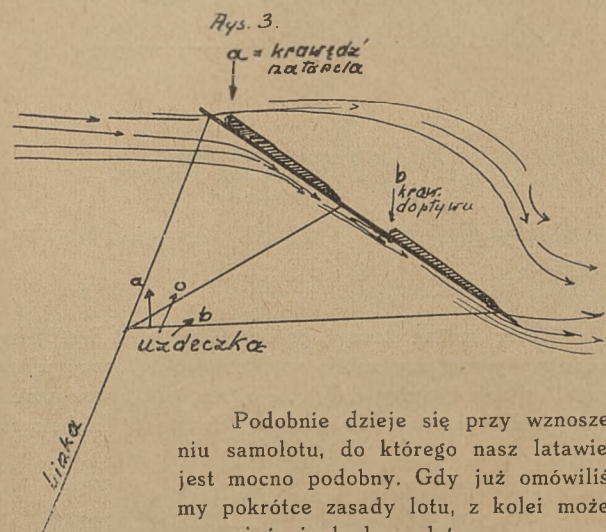 Rys. 3.
a = krawędź
natarcia
b
kraw.
dopływu
a
c
b
uzdeczka
Linka
Podobnie dzieje się przy wznosze
niu samolotu, do którego nasz latawie
jest mocno podobny. Gdy już omówiliś
my pokrótce zasady lotu, z kolei może